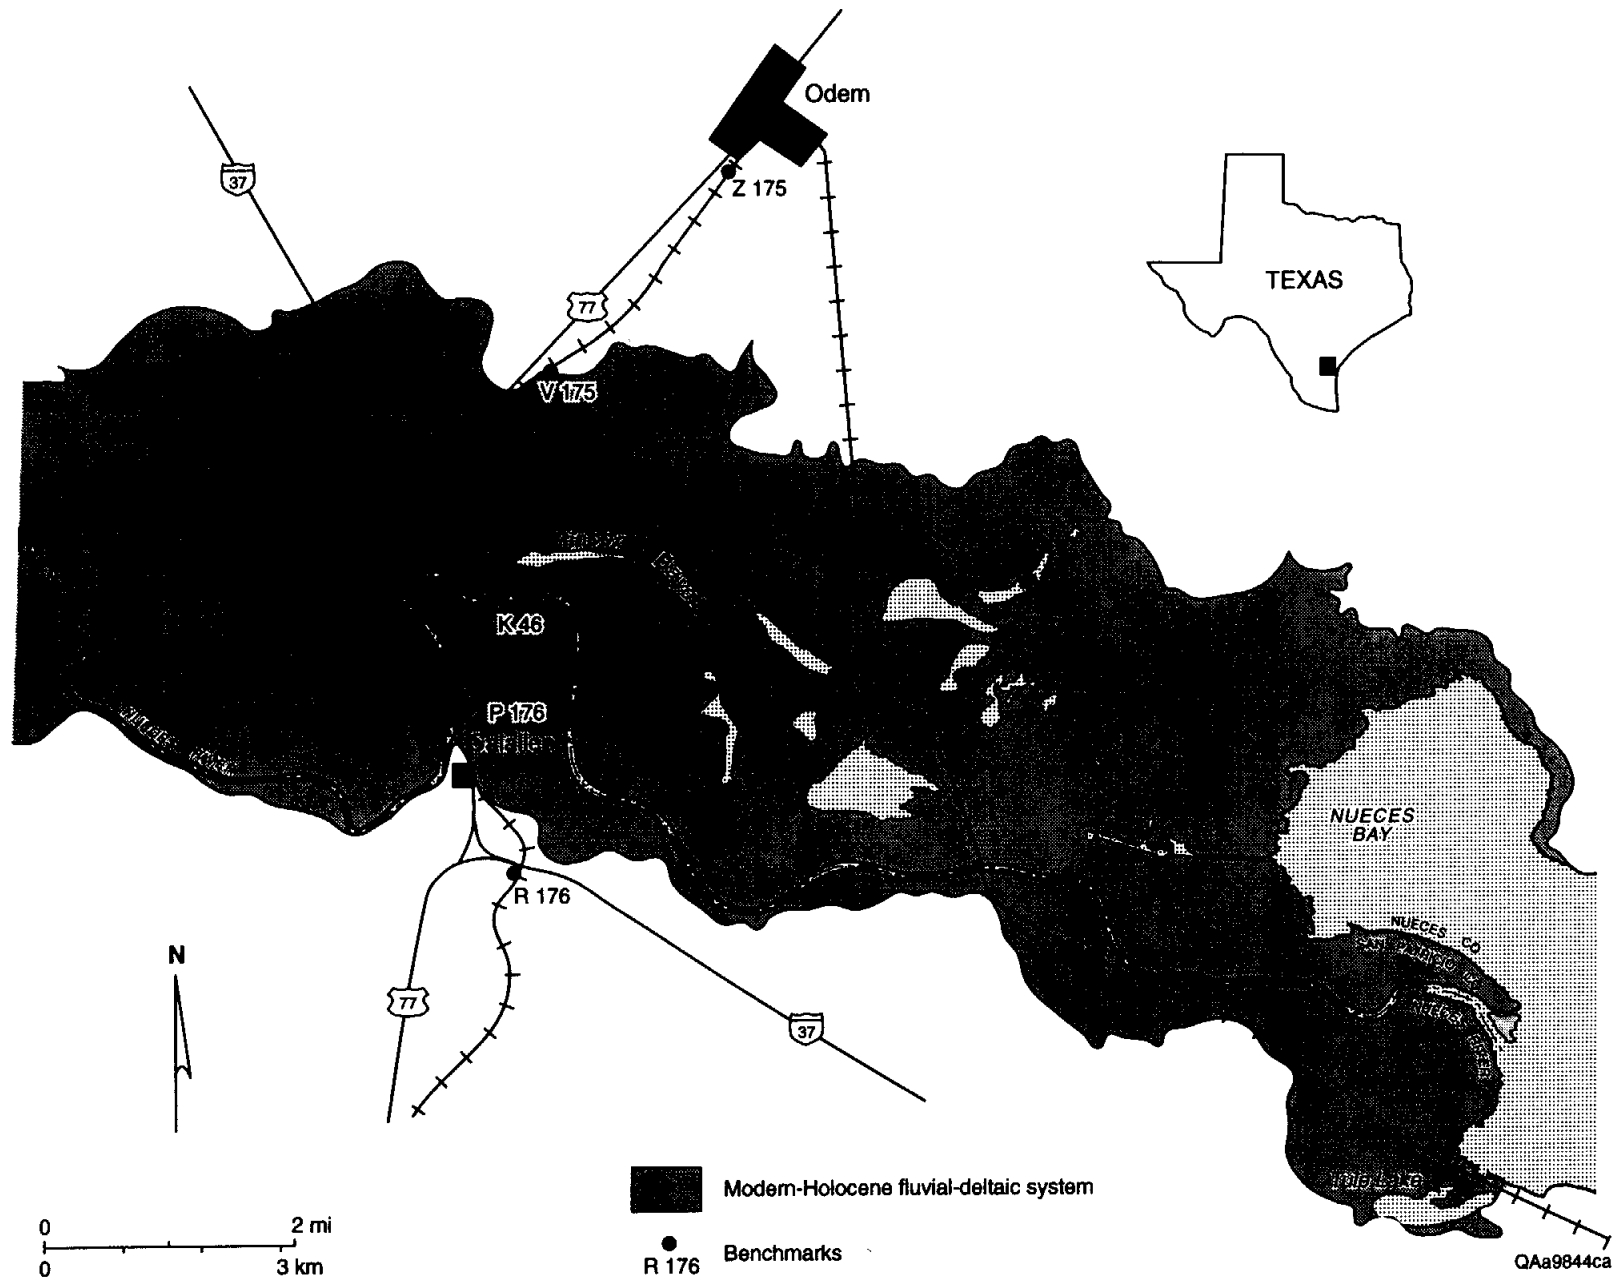 Odem
37
Z 175
77
TEXAS
V 175
K 46
P 176
NUECES
BAY
R 176
NUECES CO
N
77
37
Modern-Holocene fluvial-deltaic system
0 2 mi
0 3 km
R 176 Benchmarks
QAa9844ca